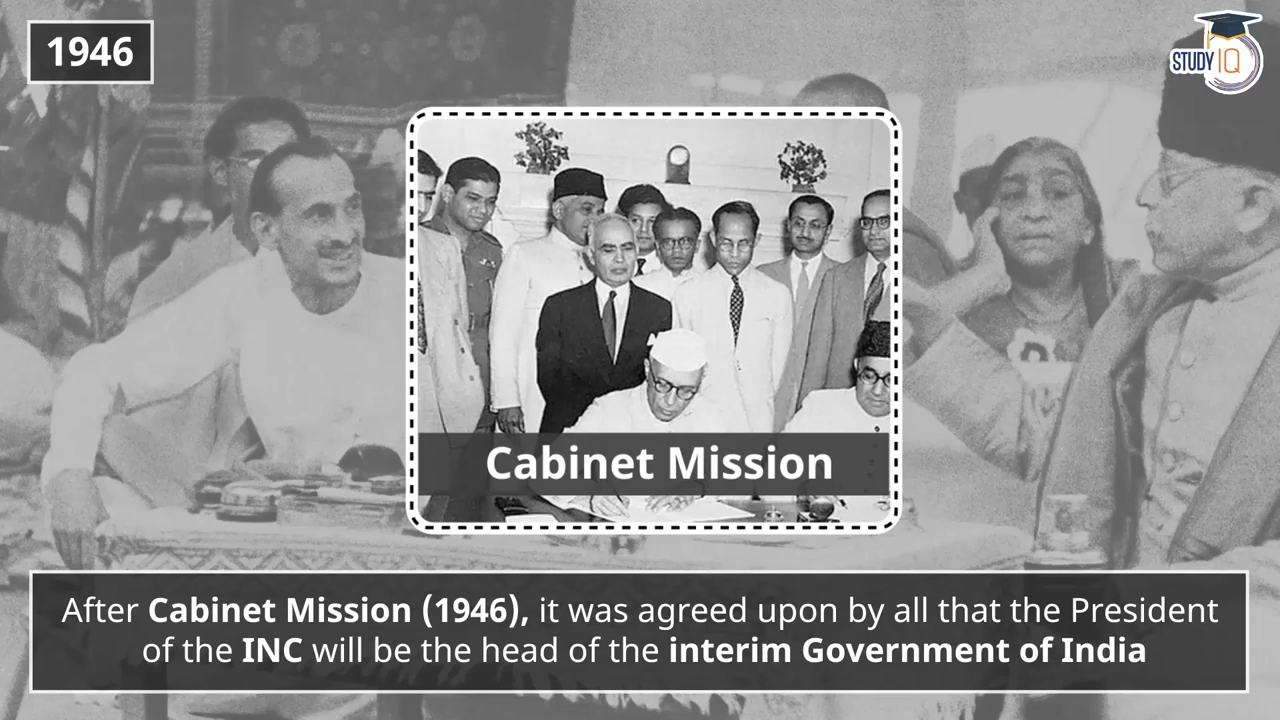 1946
STUDY IQ
Cabinet Mission
After Cabinet Mission (1946), it was agreed upon by all that the President
of the INC will be the head of the interim Government of India